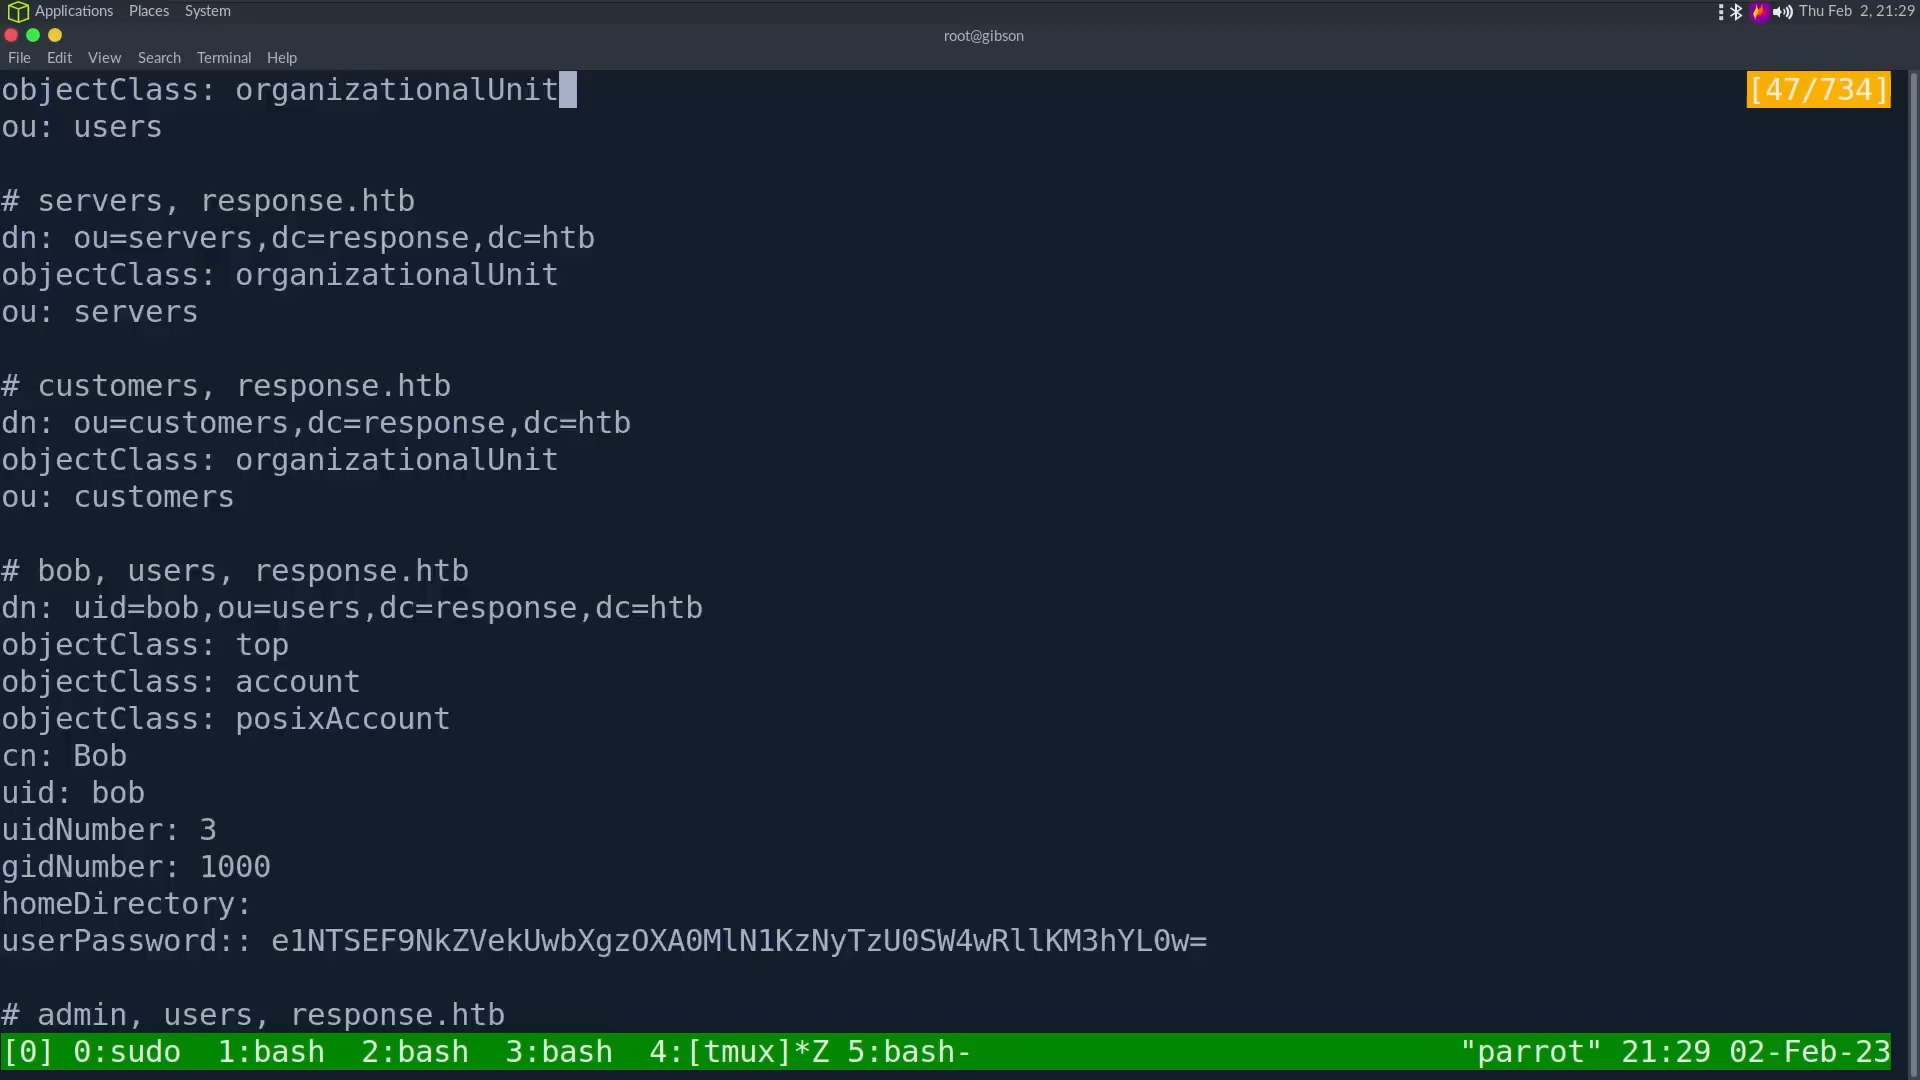 Applications Places System Thu Feb 2, 21:29
root@gibson
File Edit View Search Terminal Help
objectClass: organizationalUnit [47/734]
ou: users
# servers, response.htb
dn: ou=servers,dc=response,dc=htb
objectClass: organizationalUnit
ou: servers
# customers, response.htb
dn: ou=customers,dc=response,dc=htb
objectClass: organizationalUnit
ou: customers
# bob, users, response.htb
dn: uid=bob,ou=users,dc=response,dc=htb
objectClass: top
objectClass: account
objectClass: posixAccount
cn: Bob
uid: bob
uidNumber: 3
gidNumber: 1000
homeDirectory:
userPassword:: e1NTSEF9NkZVekUwbXgzOXA0MlN1KzNyTzU0SW4wRllKM3hYL0w=
# admin, users, response.htb
[0] 0:sudo 1:bash 2:bash 3:bash 4:[tmux]*Z 5:bash- "parrot" 21:29 02-Feb-23